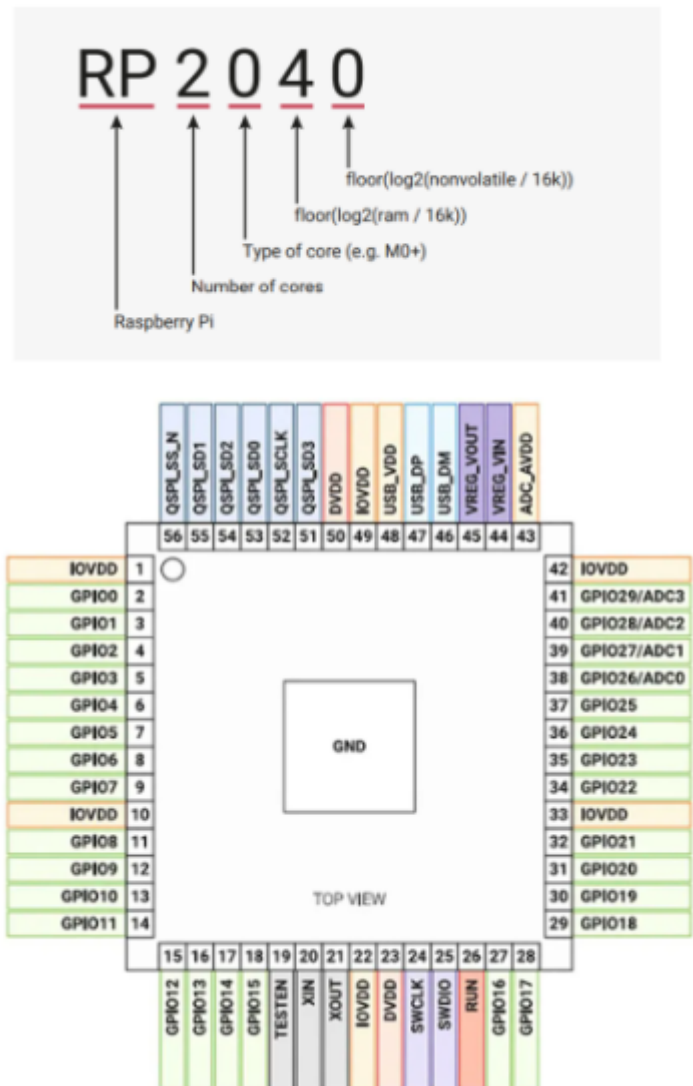 RP 2 0 4 0
floor(log2(nonvolatile / 16k))
floor(log2(ram / 16k))
Type of core (e.g. M0+)
Number of cores
Raspberry Pi
QSPI_SS_N
QSPI_SD1
QSPI_SD2
QSPI_SD0
QSPI_SCLK
QSPI_SD3
DVDD
IOVDD
USB_VDD
USB_DP
USB_DM
VREG_VOUT
VREG_VIN
ADC_AVDD
56 55 54 53 52 51 50 49 48 47 46 45 44 43
IOVDD 1
GPIO0 2
GPIO1 3
GPIO2 4
GPIO3 5
GPIO4 6
GPIO5 7
GPIO6 8
GPIO7 9
IOVDD 10
GPIO8 11
GPIO9 12
GPIO10 13
GPIO11 14
GND
TOP VIEW
42 IOVDD
41 GPIO29/ADC3
40 GPIO28/ADC2
39 GPIO27/ADC1
38 GPIO26/ADC0
37 GPIO25
36 GPIO24
35 GPIO23
34 GPIO22
33 IOVDD
32 GPIO21
31 GPIO20
30 GPIO19
29 GPIO18
15 16 17 18 19 20 21 22 23 24 25 26 27 28
GPIO12
GPIO13
GPIO14
GPIO15
TESTEN
XIN
XOUT
IOVDD
DVDD
SWCLK
SWDIO
RUN
GPIO16
GPIO17